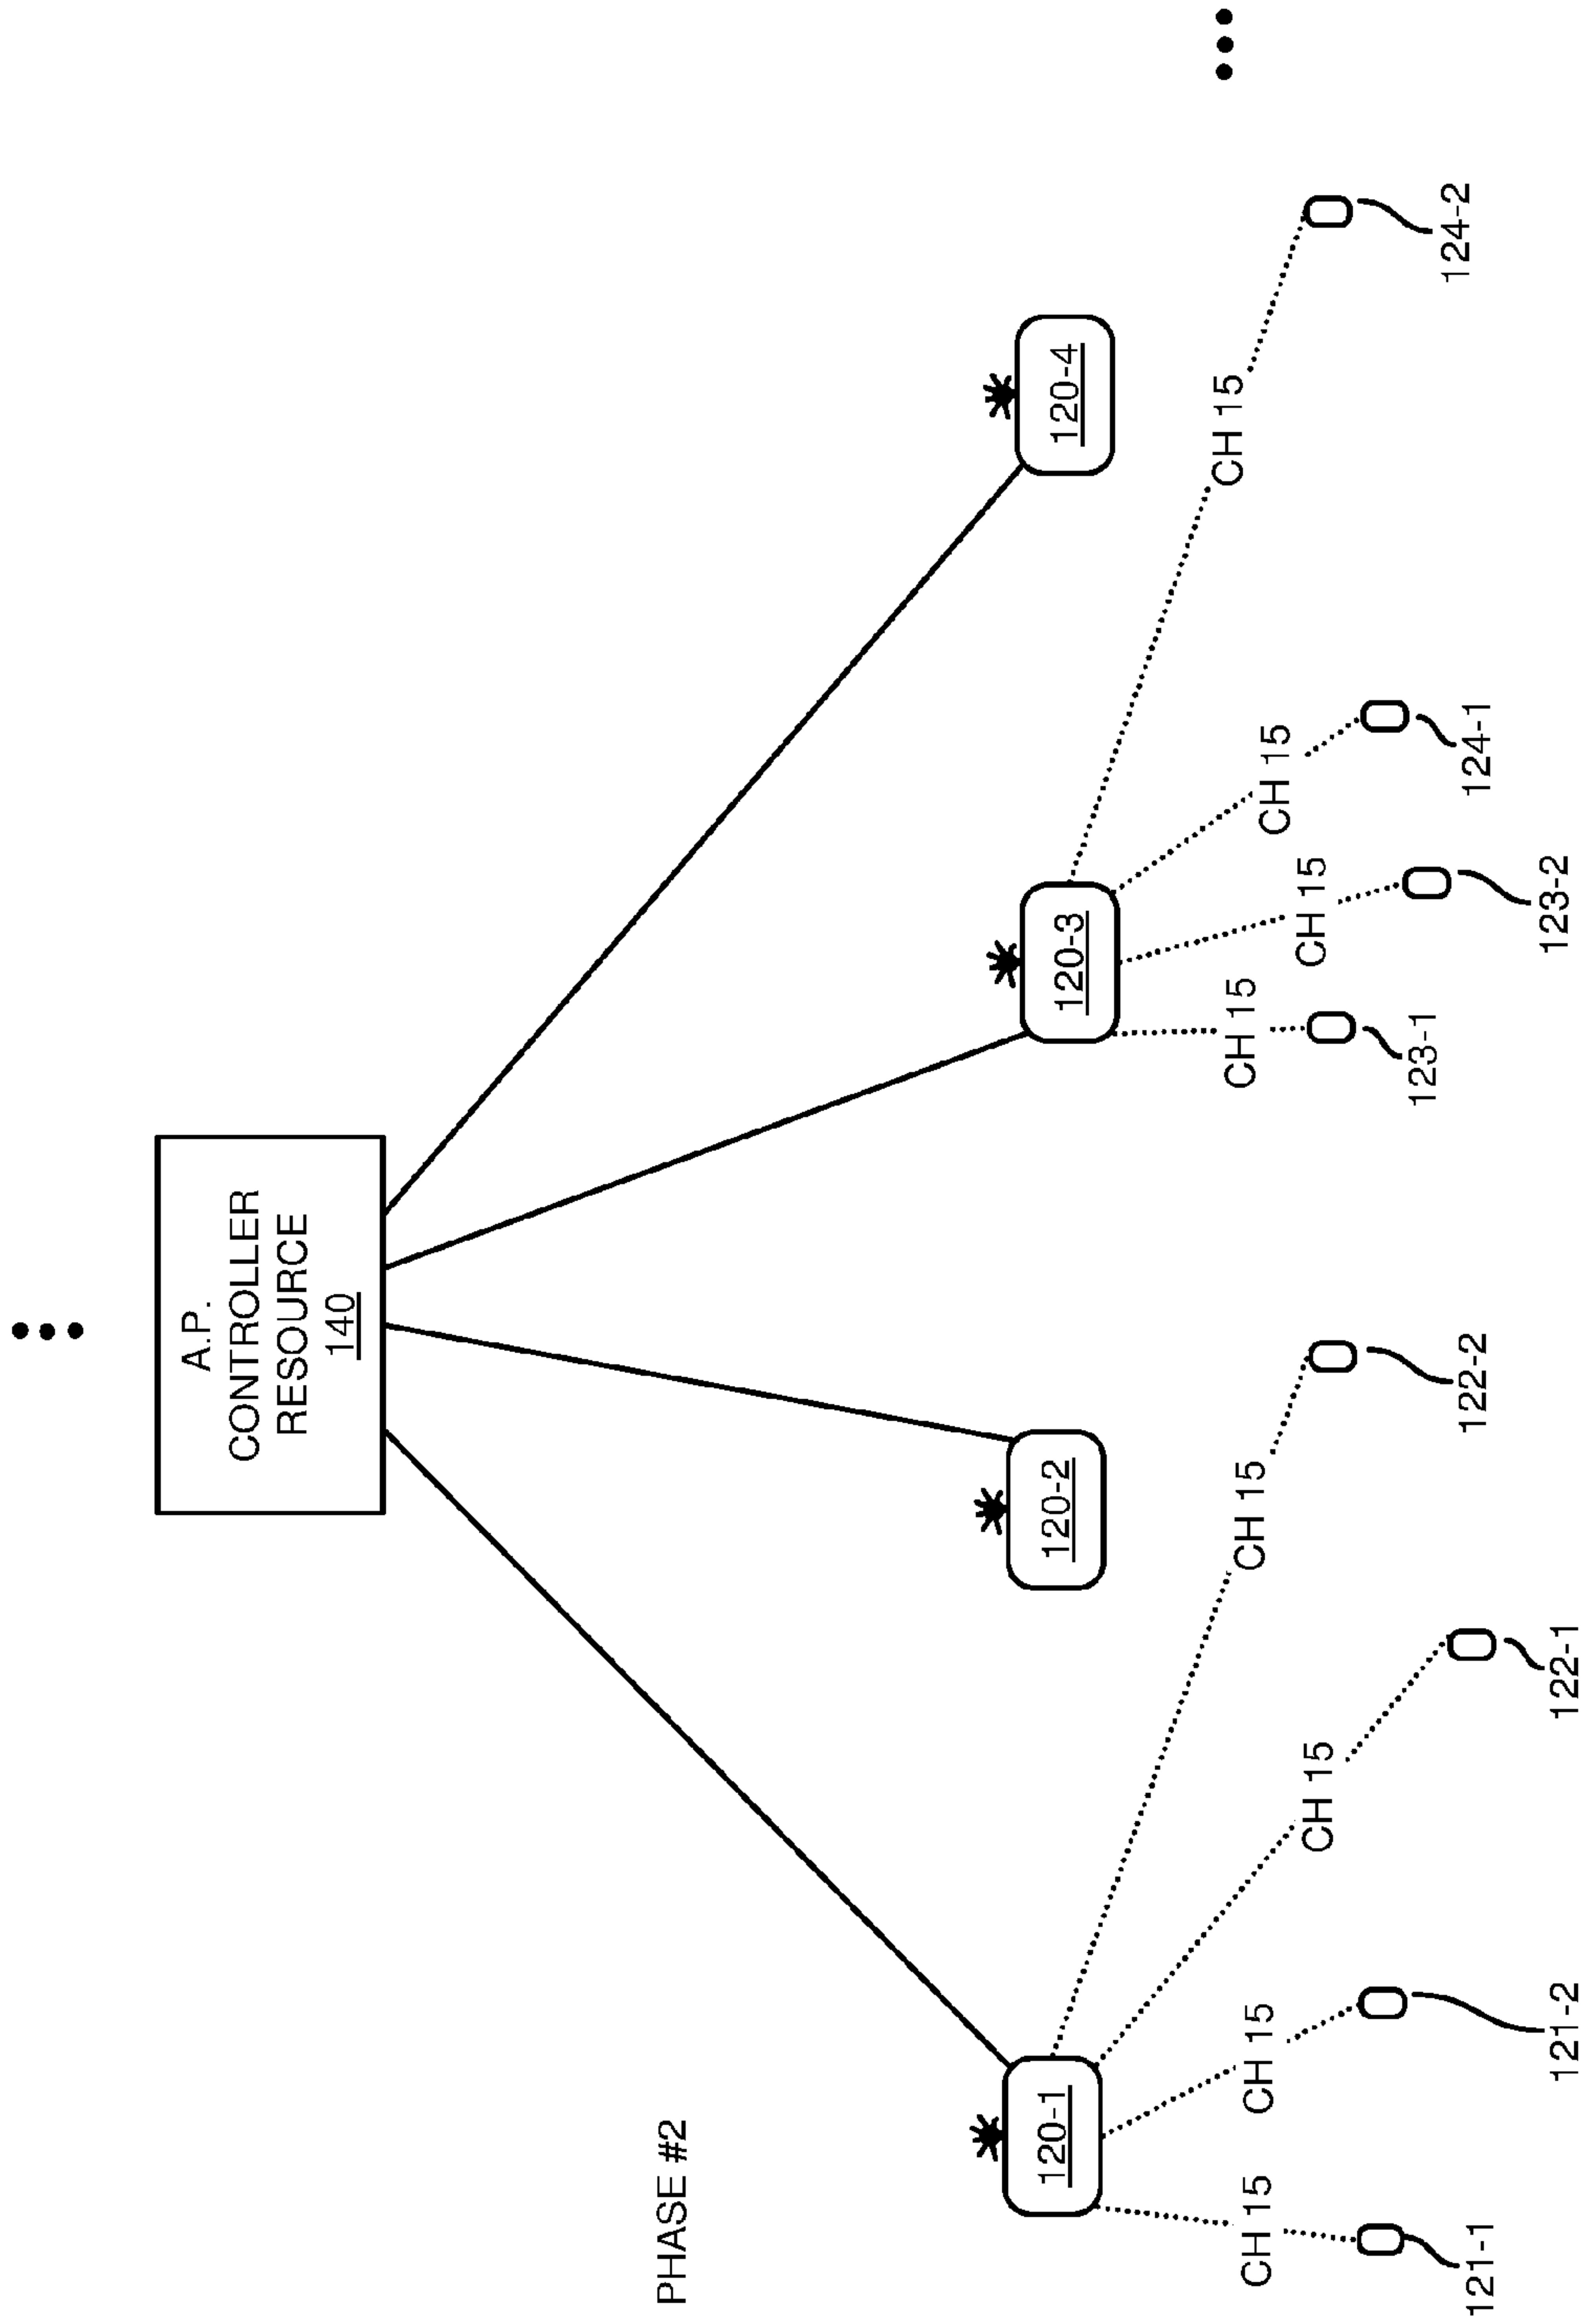 A.P.
CONTROLLER
RESOURCE
140
PHASE #2
120-1
120-2
120-3
120-4
CH 15
CH 15
CH 15
CH 15
CH 15
CH 15
CH 15
CH 15
121-1
121-2
122-1
122-2
123-1
123-2
124-1
124-2